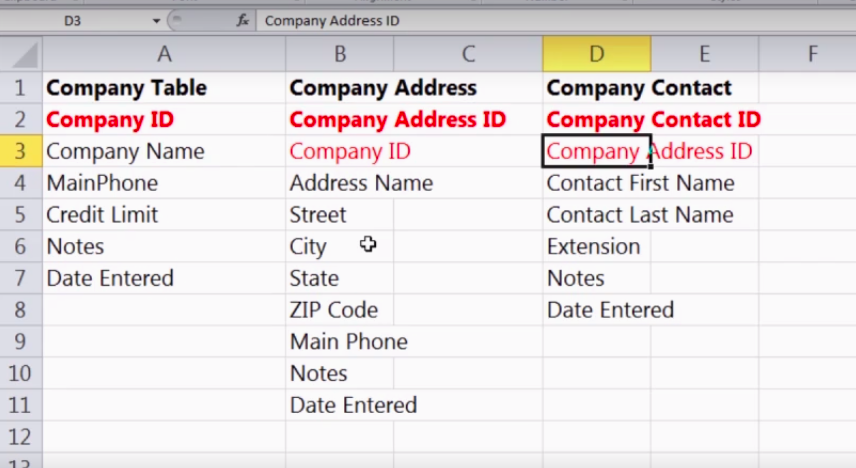 D3 fx Company Address ID
A B C D E F
1 Company Table Company Address Company Contact
2 Company ID Company Address ID Company Contact ID
3 Company Name Company ID Company Address ID
4 MainPhone Address Name Contact First Name
5 Credit Limit Street Contact Last Name
6 Notes City Extension
7 Date Entered State Notes
8 ZIP Code Date Entered
9 Main Phone
10 Notes
11 Date Entered
12
13